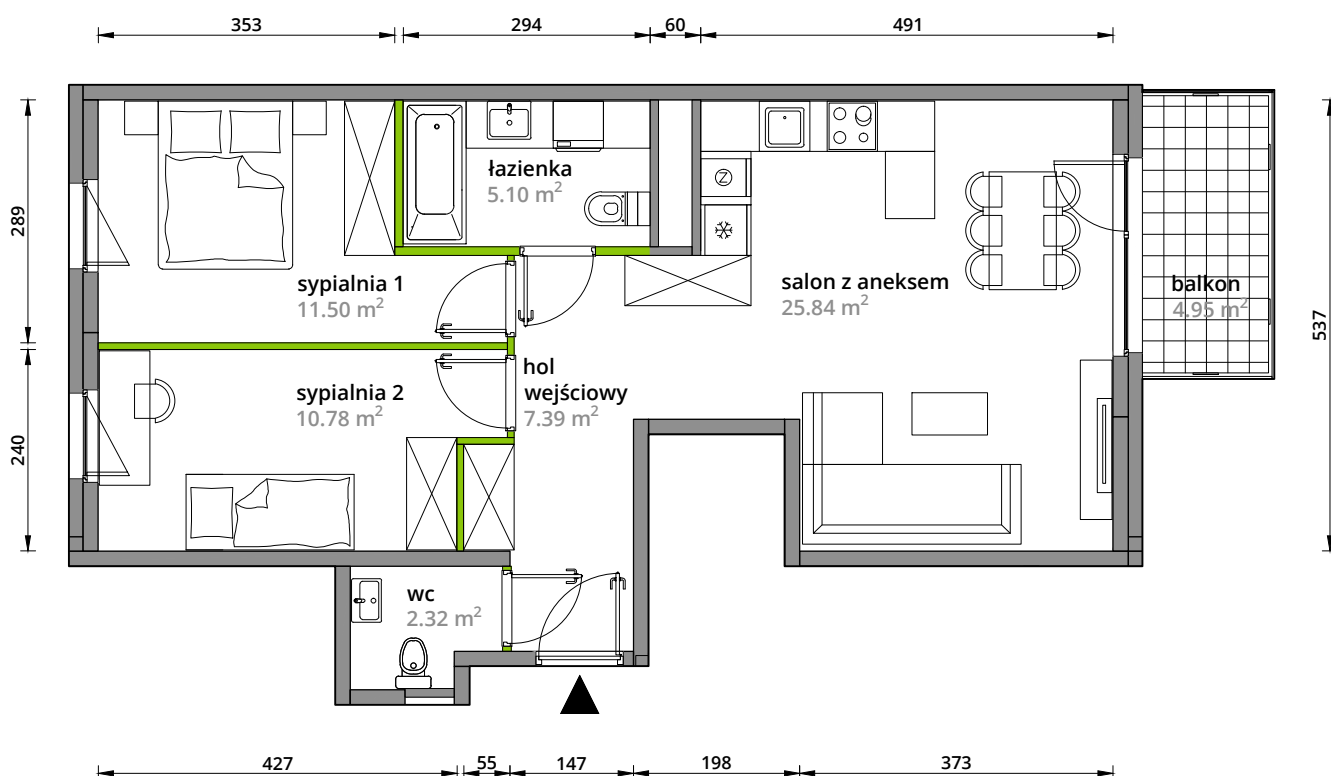 353
294
60
491
289
240
537
łazienka
5.10 m²
sypialnia 1
11.50 m²
salon z aneksem
25.84 m²
balkon
4.95 m²
sypialnia 2
10.78 m²
hol
wejściowy
7.39 m²
Z
wc
2.32 m²
427
55
147
198
373